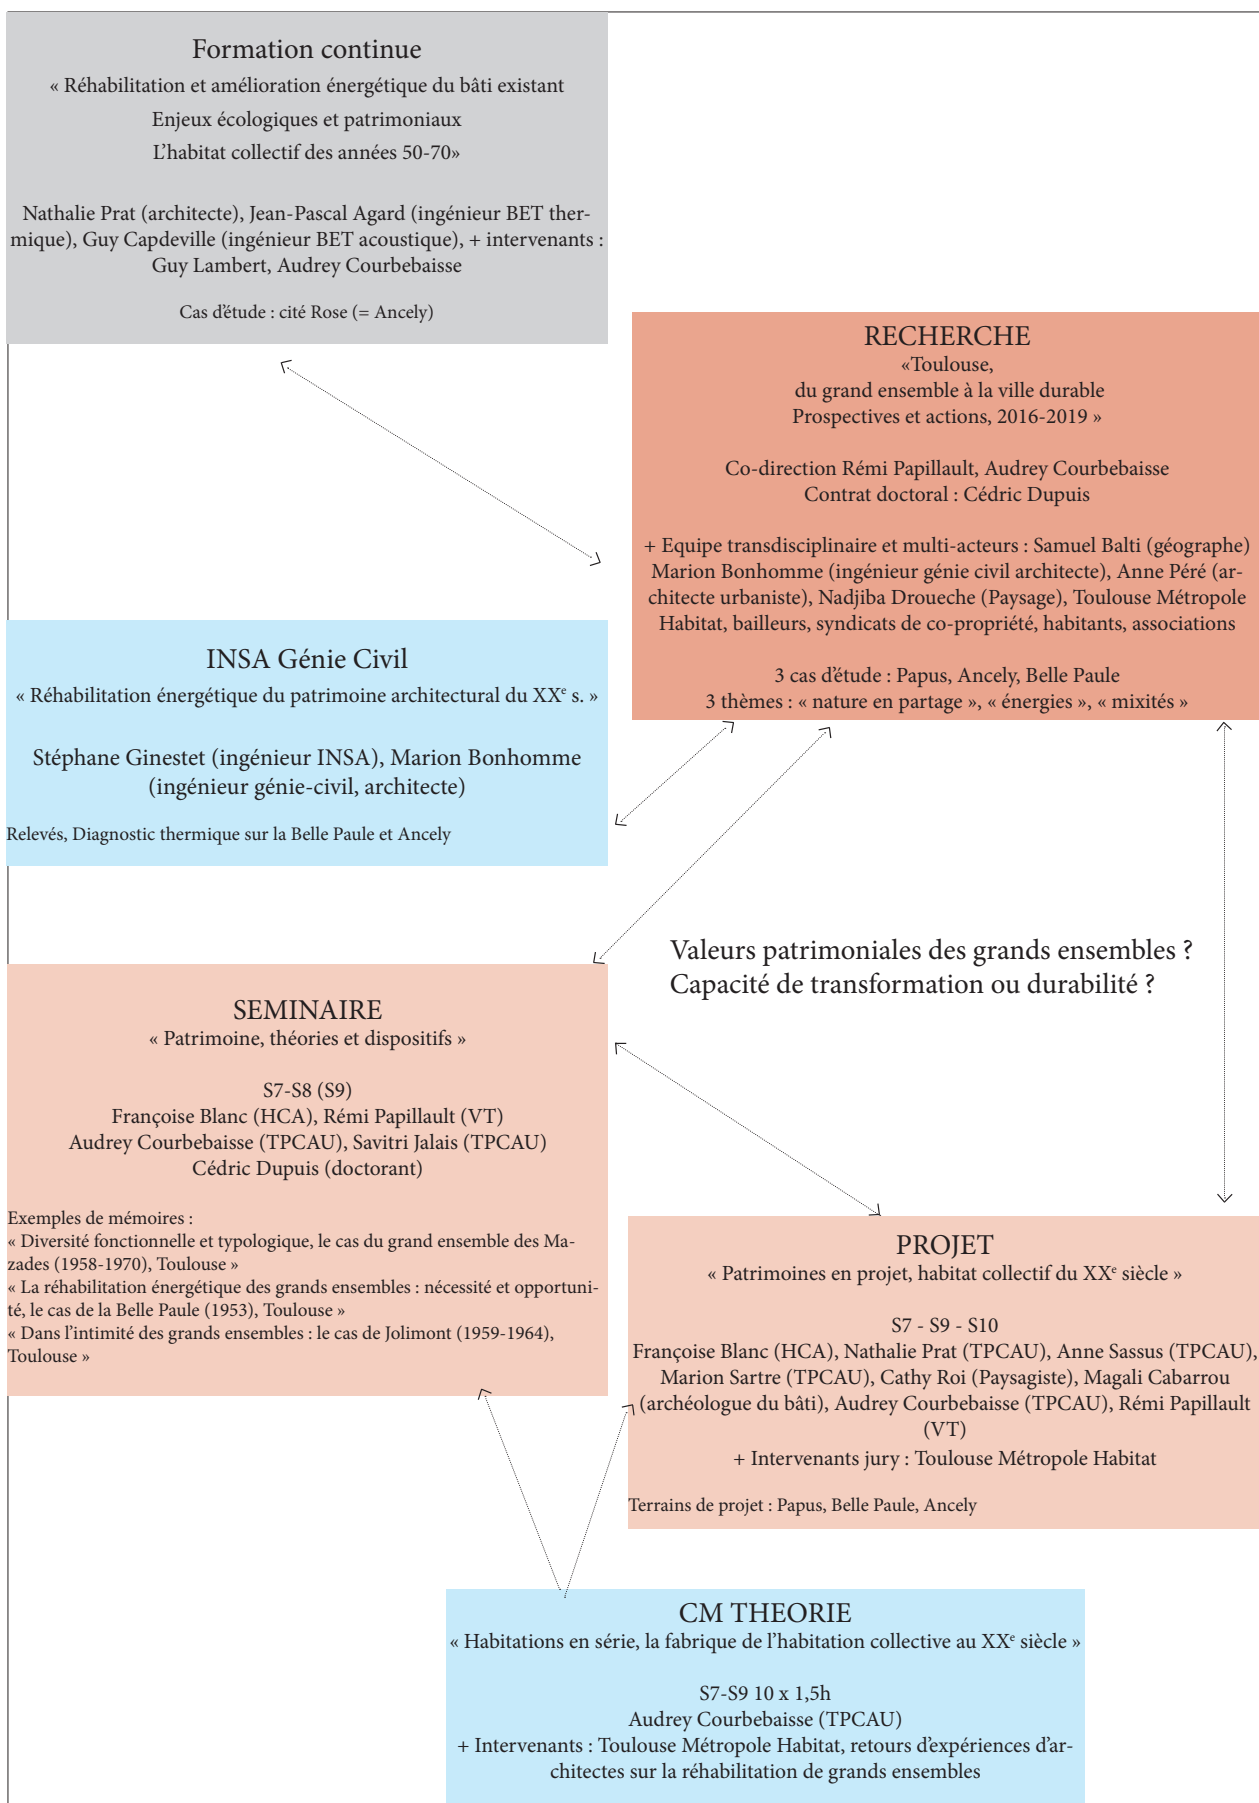 Formation continue
« Réhabilitation et amélioration énergétique du bâti existant
Enjeux écologiques et patrimoniaux
L’habitat collectif des années 50-70»
Nathalie Prat (architecte), Jean-Pascal Agard (ingénieur BET ther-
mique), Guy Capdeville (ingénieur BET acoustique), + intervenants :
Guy Lambert, Audrey Courbebaisse
Cas d’étude : cité Rose (= Ancely)
RECHERCHE
«Toulouse,
du grand ensemble à la ville durable
Prospectives et actions, 2016-2019 »
Co-direction Rémi Papillault, Audrey Courbebaisse
Contrat doctoral : Cédric Dupuis
+ Equipe transdisciplinaire et multi-acteurs : Samuel Balti (géographe)
Marion Bonhomme (ingénieur génie civil architecte), Anne Péré (ar-
chitecte urbaniste), Nadjiba Droueche (Paysage), Toulouse Métropole
Habitat, bailleurs, syndicats de co-propriété, habitants, associations
3 cas d’étude : Papus, Ancely, Belle Paule
3 thèmes : « nature en partage », « énergies », « mixités »
INSA Génie Civil
« Réhabilitation énergétique du patrimoine architectural du XXe s. »
Stéphane Ginestet (ingénieur INSA), Marion Bonhomme
(ingénieur génie-civil, architecte)
Relevés, Diagnostic thermique sur la Belle Paule et Ancely
Valeurs patrimoniales des grands ensembles ?
Capacité de transformation ou durabilité ?
SEMINAIRE
« Patrimoine, théories et dispositifs »
S7-S8 (S9)
Françoise Blanc (HCA), Rémi Papillault (VT)
Audrey Courbebaisse (TPCAU), Savitri Jalais (TPCAU)
Cédric Dupuis (doctorant)
Exemples de mémoires :
« Diversité fonctionnelle et typologique, le cas du grand ensemble des Ma-
zades (1958-1970), Toulouse »
« La réhabilitation énergétique des grands ensembles : nécessité et opportuni-
té, le cas de la Belle Paule (1953), Toulouse »
« Dans l’intimité des grands ensembles : le cas de Jolimont (1959-1964),
Toulouse »
PROJET
« Patrimoines en projet, habitat collectif du XXe siècle »
S7 - S9 - S10
Françoise Blanc (HCA), Nathalie Prat (TPCAU), Anne Sassus (TPCAU),
Marion Sartre (TPCAU), Cathy Roi (Paysagiste), Magali Cabarrou
(archéologue du bâti), Audrey Courbebaisse (TPCAU), Rémi Papillault
(VT)
+ Intervenants jury : Toulouse Métropole Habitat
Terrains de projet : Papus, Belle Paule, Ancely
CM THEORIE
« Habitations en série, la fabrique de l’habitation collective au XXe siècle »
S7-S9 10 x 1,5h
Audrey Courbebaisse (TPCAU)
+ Intervenants : Toulouse Métropole Habitat, retours d’expériences d’ar-
chitectes sur la réhabilitation de grands ensembles